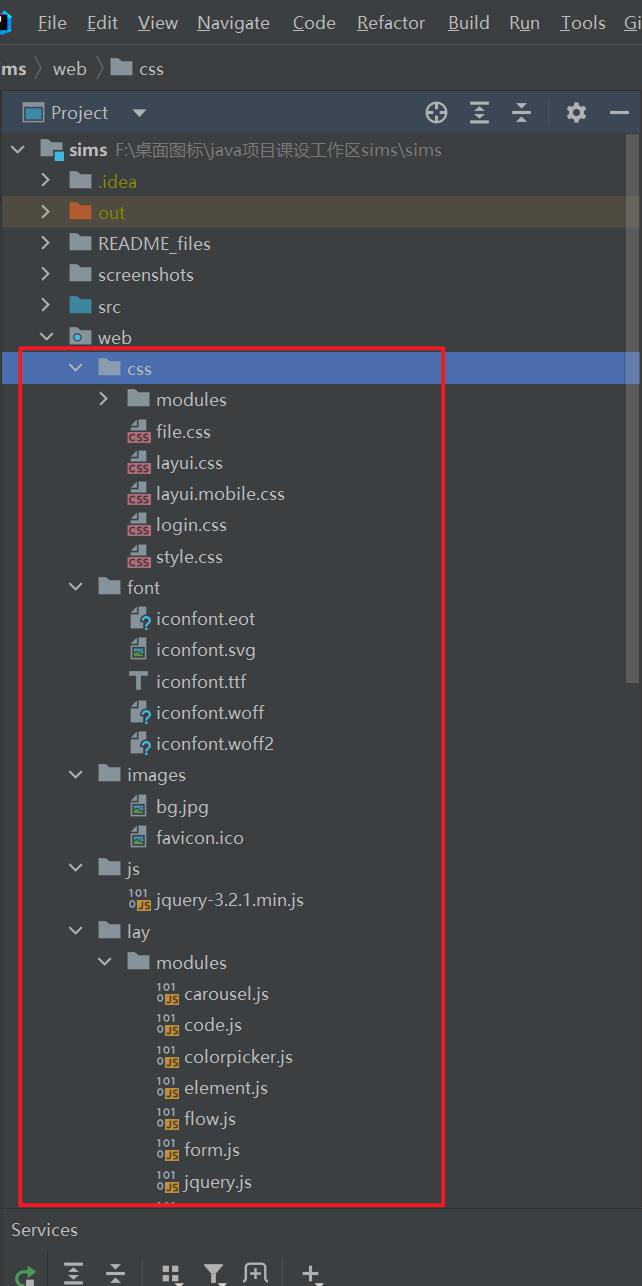 File Edit View Navigate Code Refactor Build Run Tools Gi
ms web css
Project
sims F:\桌面图标\java项目课设工作区sims\sims
.idea
out
README_files
screenshots
src
web
css
modules
file.css
layui.css
layui.mobile.css
login.css
style.css
font
iconfont.eot
iconfont.svg
iconfont.ttf
iconfont.woff
iconfont.woff2
images
bg.jpg
favicon.ico
js
jquery-3.2.1.min.js
lay
modules
carousel.js
code.js
colorpicker.js
element.js
flow.js
form.js
jquery.js
Services